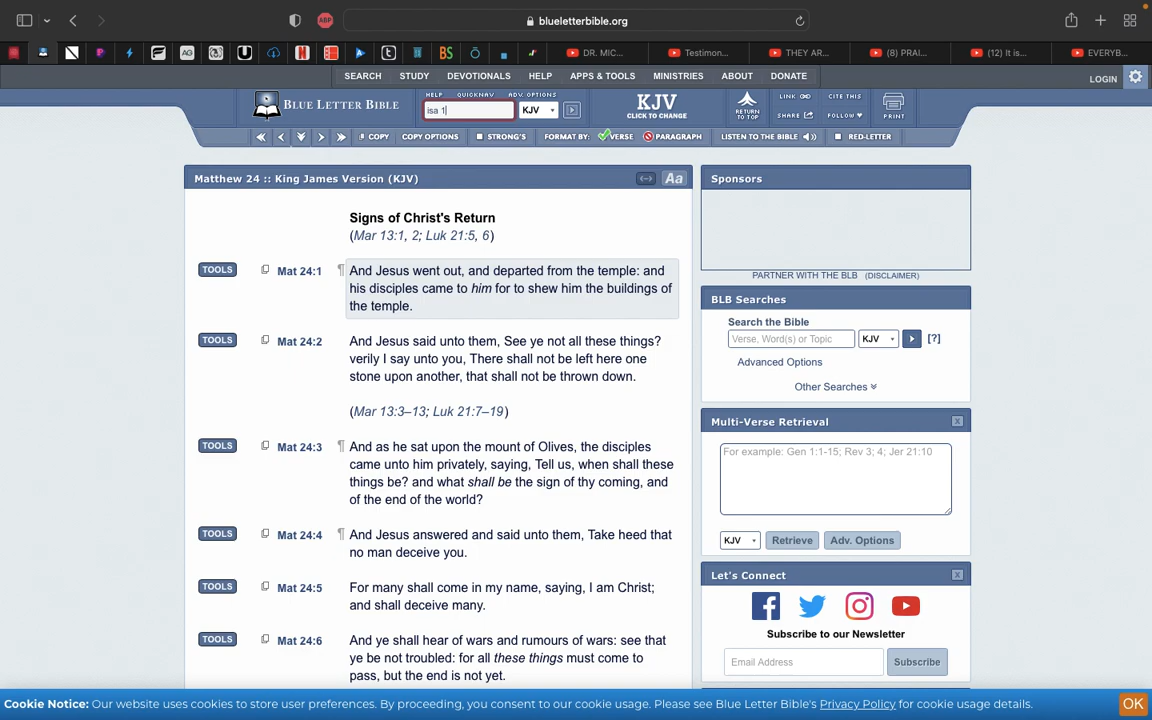 ABP
blueletterbible.org
AG
U
N
t
BS
DR. MIC...
Testimon...
THEY AR...
(8) PRAI...
(12) It is...
EVERYB...
SEARCH STUDY DEVOTIONALS HELP APPS & TOOLS MINISTRIES ABOUT DONATE
LOGIN
HELP QUICKNAV ADV. OPTIONS
BLUE LETTER BIBLE
isa 1
KJV
KJV
CLICK TO CHANGE
RETURN
TO TOP
LINK
CITE THIS
SHARE
FOLLOW
PRINT
COPY COPY OPTIONS STRONG'S FORMAT BY: VERSE PARAGRAPH LISTEN TO THE BIBLE RED-LETTER
Matthew 24 :: King James Version (KJV)
Aa
Signs of Christ's Return
(Mar 13:1, 2; Luk 21:5, 6)
TOOLS Mat 24:1 ¶ And Jesus went out, and departed from the temple: and
his disciples came to him for to shew him the buildings of
the temple.
TOOLS Mat 24:2 And Jesus said unto them, See ye not all these things?
verily I say unto you, There shall not be left here one
stone upon another, that shall not be thrown down.
(Mar 13:3–13; Luk 21:7–19)
TOOLS Mat 24:3 ¶ And as he sat upon the mount of Olives, the disciples
came unto him privately, saying, Tell us, when shall these
things be? and what shall be the sign of thy coming, and
of the end of the world?
TOOLS Mat 24:4 ¶ And Jesus answered and said unto them, Take heed that
no man deceive you.
TOOLS Mat 24:5 For many shall come in my name, saying, I am Christ;
and shall deceive many.
TOOLS Mat 24:6 And ye shall hear of wars and rumours of wars: see that
ye be not troubled: for all these things must come to
pass, but the end is not yet.
Sponsors
PARTNER WITH THE BLB (DISCLAIMER)
BLB Searches
Search the Bible
Verse, Word(s) or Topic KJV [?]
Advanced Options
Other Searches
Multi-Verse Retrieval X
For example: Gen 1:1-15; Rev 3; 4; Jer 21:10
KJV Retrieve Adv. Options
Let's Connect X
Subscribe to our Newsletter
Email Address Subscribe
Cookie Notice: Our website uses cookies to store user preferences. By proceeding, you consent to our cookie usage. Please see Blue Letter Bible's Privacy Policy for cookie usage details. OK